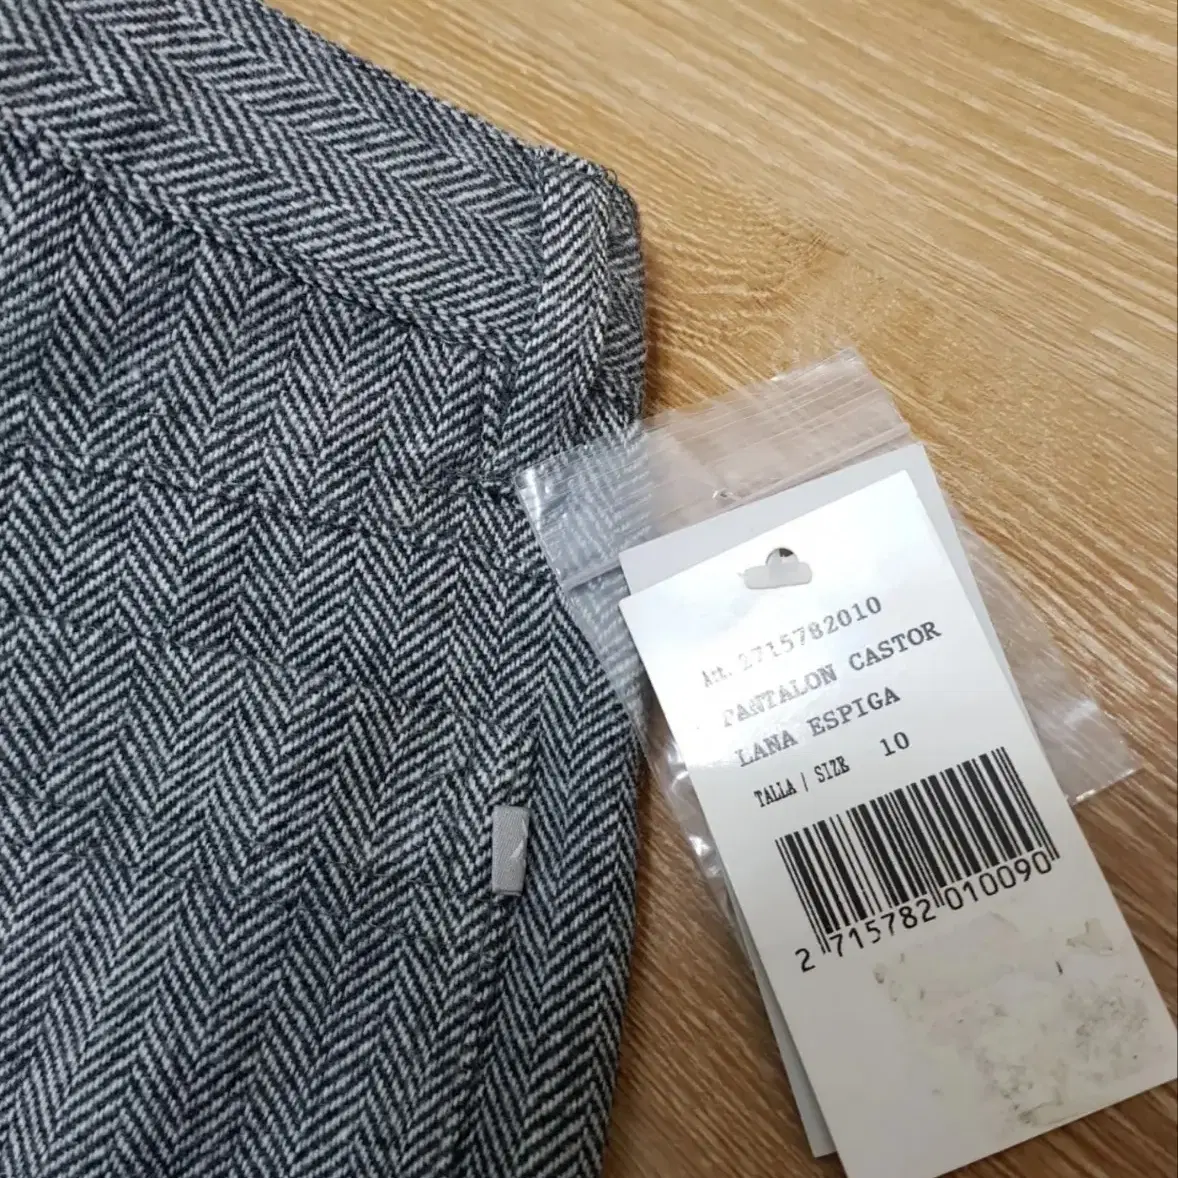 Art. 2715782010
PANTALON CASTOR
LANA ESPIGA
TALLA / SIZE 10
2 715782 010090